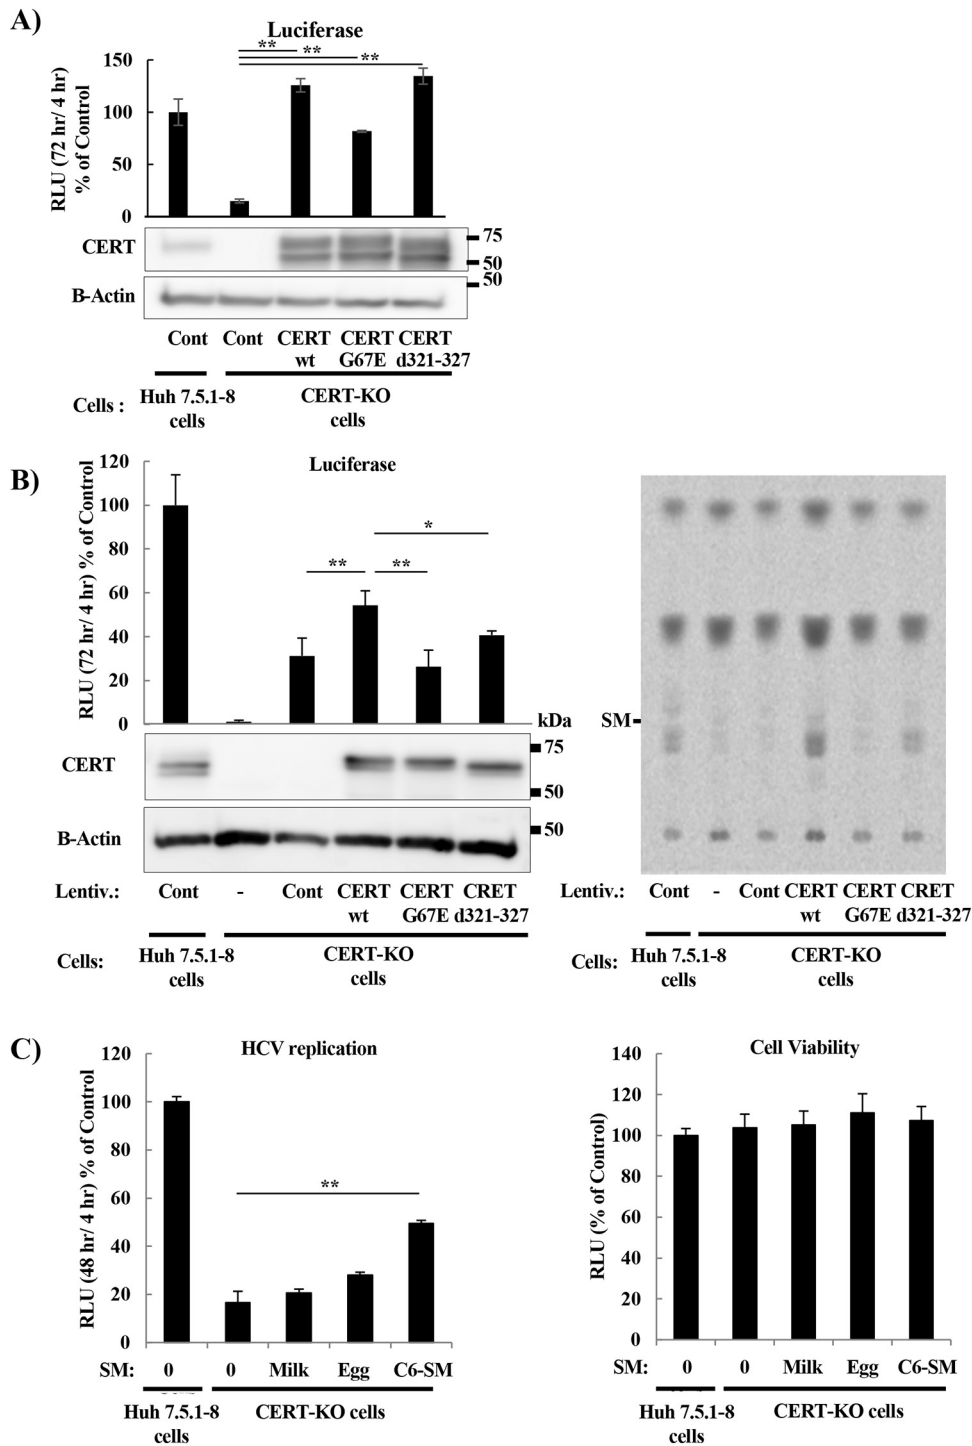 A)
Luciferase
** ** **
RLU (72 hr/ 4 hr)
% of Control
150
100
50
0
CERT
75
50
B-Actin
50
Cont Cont CERT CERT CERT
wt G67E d321-327
Cells : Huh 7.5.1-8 CERT-KO
cells cells
B)
Luciferase
RLU (72 hr/ 4 hr) % of Control
120
100
80
60
40
20
0
** ** *
kDa
CERT
75
50
B-Actin
50
Lentiv.: Cont - Cont CERT CERT CRET
wt G67E d321-327
Cells: Huh 7.5.1-8 CERT-KO
cells cells
SM
Lentiv.: Cont - Cont CERT CERT CRET
wt G67E d321-327
Cells: Huh 7.5.1-8 CERT-KO
cells cells
C)
HCV replication
RLU (48 hr/ 4 hr) % of Control
120
100
80
60
40
20
0
**
SM: 0 0 Milk Egg C6-SM
Huh 7.5.1-8 CERT-KO cells
cells
Cell Viability
RLU (% of Control)
140
120
100
80
60
40
20
0
SM: 0 0 Milk Egg C6-SM
Huh 7.5.1-8 CERT-KO cells
cells